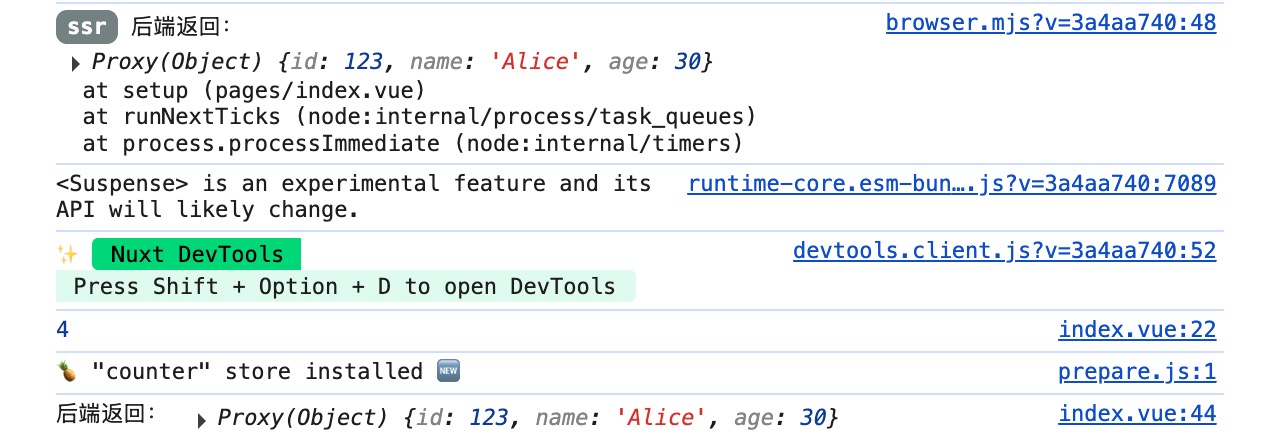 ssr 后端返回： browser.mjs?v=3a4aa740:48
Proxy(Object) {id: 123, name: 'Alice', age: 30}
at setup (pages/index.vue)
at runNextTicks (node:internal/process/task_queues)
at process.processImmediate (node:internal/timers)
<Suspense> is an experimental feature and its runtime-core.esm-bun….js?v=3a4aa740:7089
API will likely change.
✨ Nuxt DevTools devtools.client.js?v=3a4aa740:52
Press Shift + Option + D to open DevTools
4 index.vue:22
🍍 "counter" store installed 🆕 prepare.js:1
后端返回： Proxy(Object) {id: 123, name: 'Alice', age: 30} index.vue:44